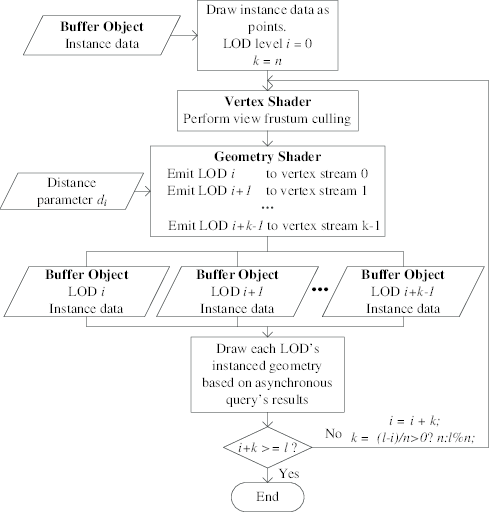 Buffer Object
Instance data
Draw instance data as
points.
LOD level i = 0
k = n
Vertex Shader
Perform view frustum culling
Geometry Shader
Emit LOD i to vertex stream 0
Emit LOD i+1 to vertex stream 1
...
Emit LOD i+k-1 to vertex stream k-1
Distance
parameter di
Buffer Object
LOD i
Instance data
Buffer Object
LOD i+1
Instance data
...
Buffer Object
LOD i+k-1
Instance data
Draw each LOD's
instanced geometry
based on asynchronous
query's results
i+k >= l ?
No
i = i + k;
k = (l-i)/n>0? n:l%n;
Yes
End